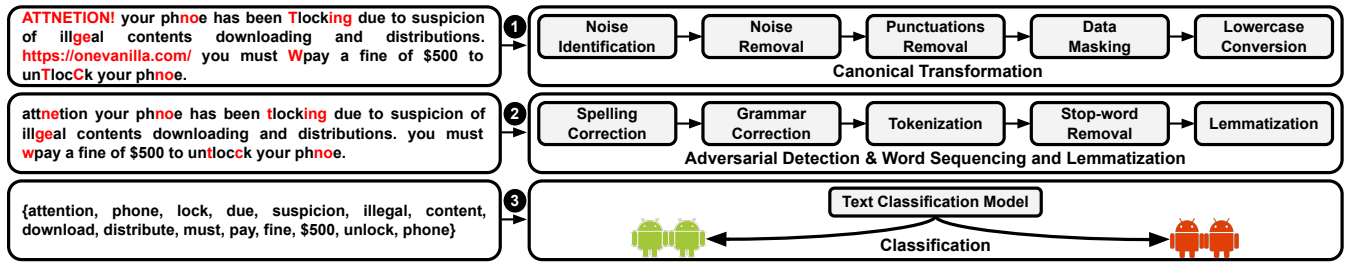 ATTNETION! your phnoe has been Tlocking due to suspicion
of illgeal contents downloading and distributions.
https://onevanilla.com/ you must Wpay a fine of $500 to
unTlocCk your phnoe.
1
Noise
Identification
Noise
Removal
Punctuations
Removal
Data
Masking
Lowercase
Conversion
Canonical Transformation
attnetion your phnoe has been tlocking due to suspicion of
illgeal contents downloading and distributions. you must
wpay a fine of $500 to untlocck your phnoe.
2
Spelling
Correction
Grammar
Correction
Tokenization
Stop-word
Removal
Lemmatization
Adversarial Detection & Word Sequencing and Lemmatization
{attention, phone, lock, due, suspicion, illegal, content,
download, distribute, must, pay, fine, $500, unlock, phone}
3
Text Classification Model
Classification